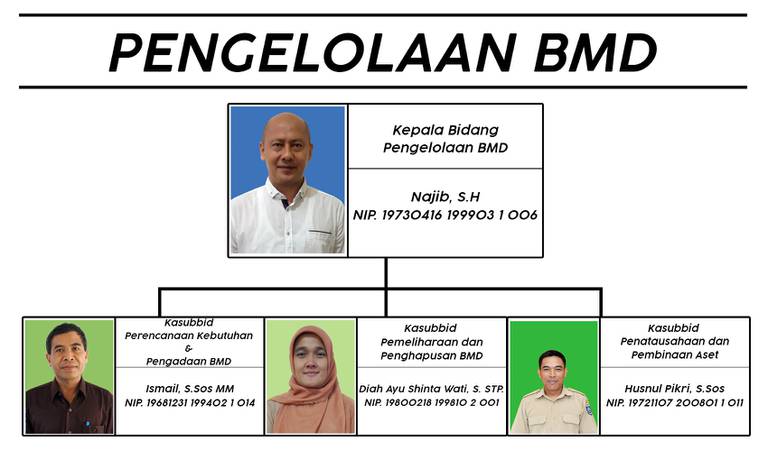 PENGELOLAAN BMD
Kepala Bidang
Pengelolaan BMD
Najib, S.H
NIP. 19730416 199903 1 006
Kasubbid
Perencanaan Kebutuhan
&
Pengadaan BMD
Ismail, S.Sos MM
NIP. 19681231 199402 1 014
Kasubbid
Pemeliharaan dan
Penghapusan BMD
Diah Ayu Shinta Wati, S. STP.
NIP. 19800218 199810 2 001
Kasubbid
Penatausahaan dan
Pembinaan Aset
Husnul Pikri, S.Sos
NIP. 19721107 200801 1 011